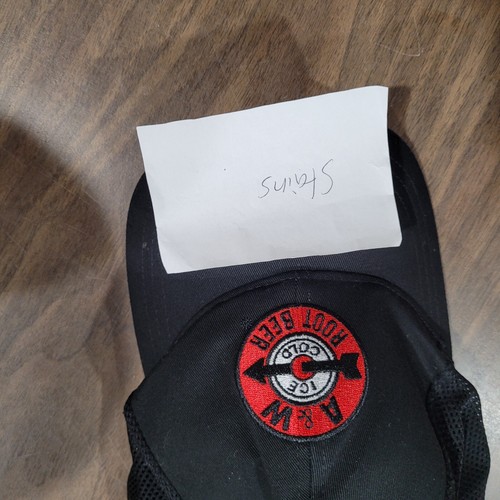 Stains
A&W
ICE
COLD
ROOT BEER